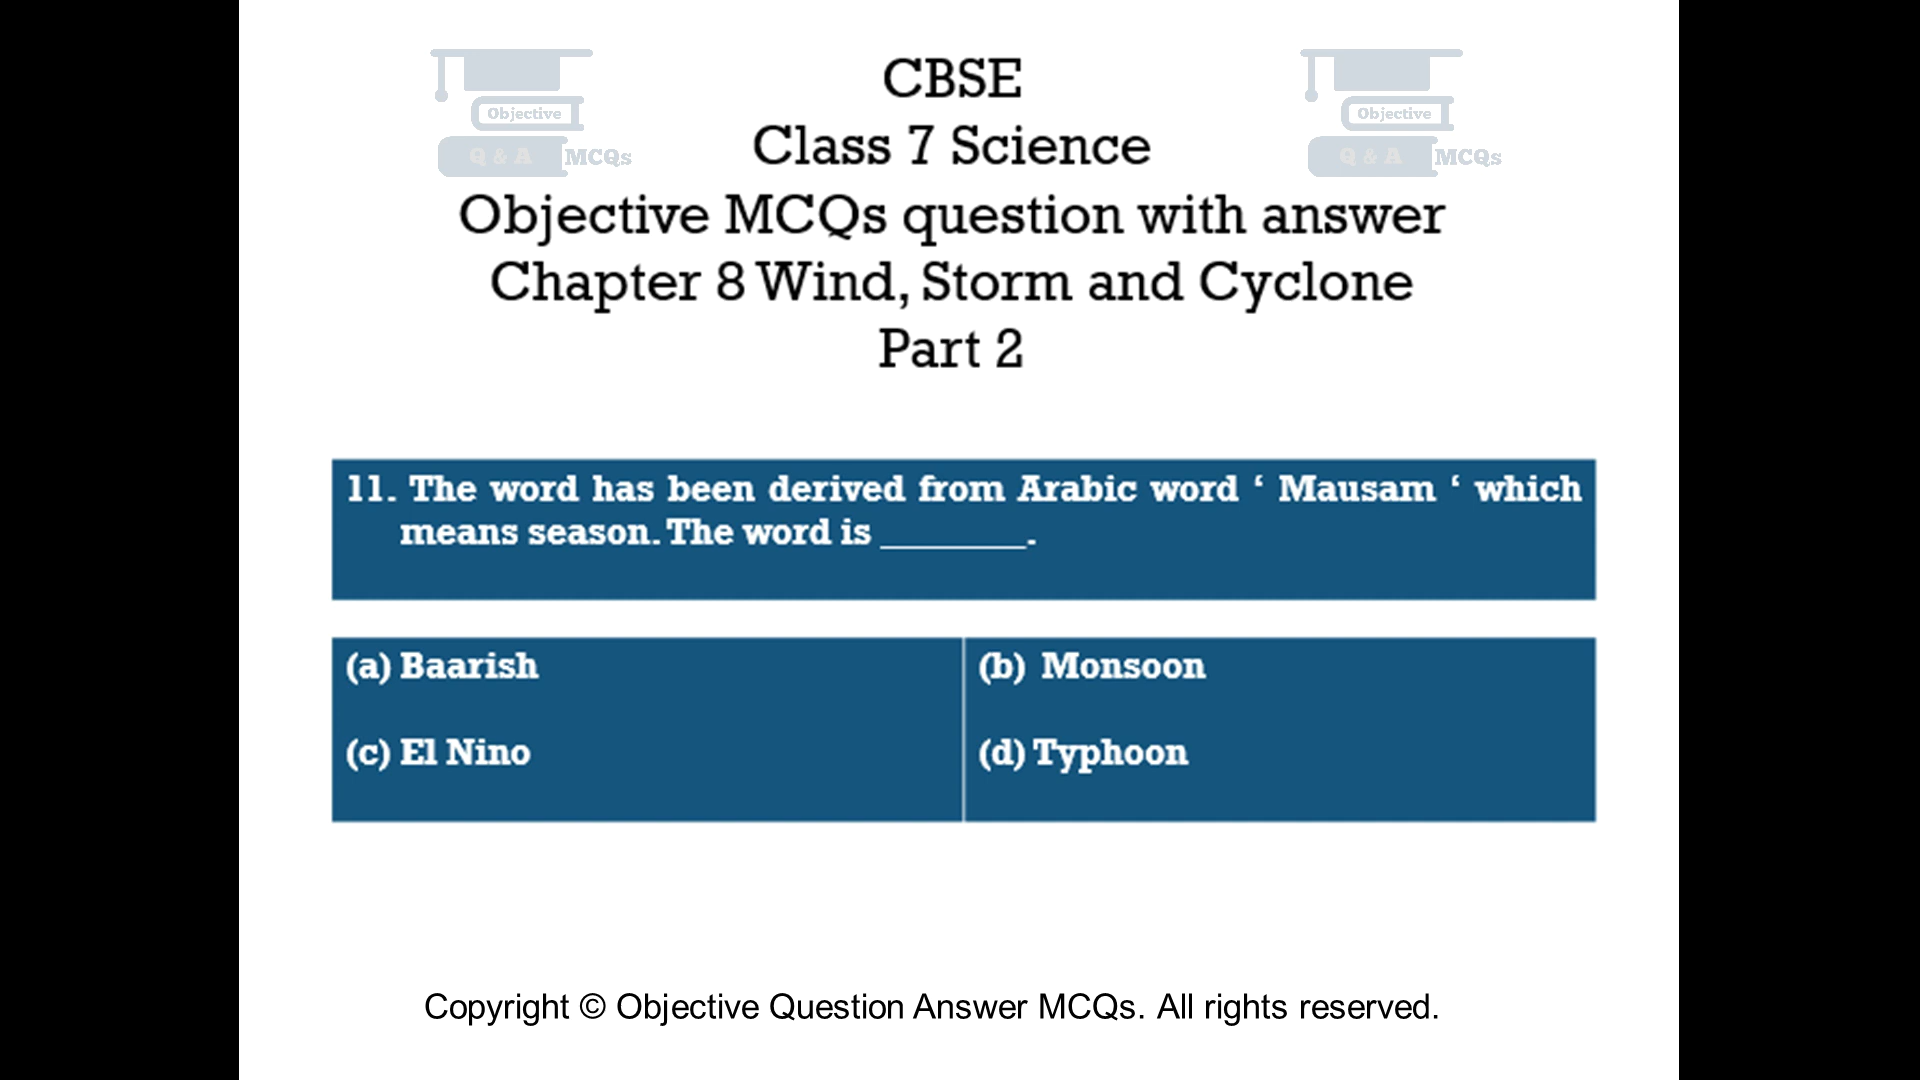 Objective
Q & A MCQs
Objective
Q & A MCQs
CBSE
Class 7 Science
Objective MCQs question with answer
Chapter 8 Wind, Storm and Cyclone
Part 2
11. The word has been derived from Arabic word ‘ Mausam ‘ which
means season. The word is ________.
(a) Baarish
(b) Monsoon
(c) El Nino
(d) Typhoon
Copyright © Objective Question Answer MCQs. All rights reserved.